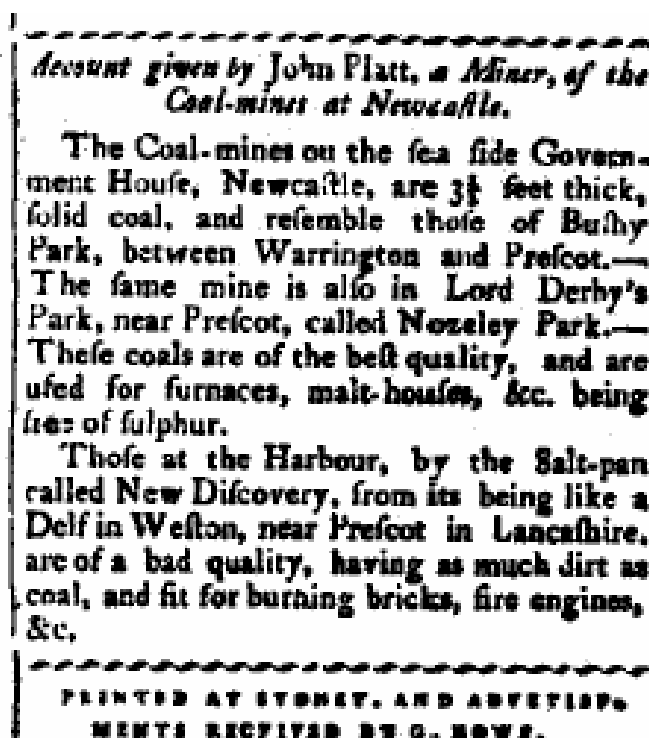 Account given by John Platt, a Miner, of the
Coal-mines at Newcaſtle.
The Coal-mines on the ſea ſide Govern-
ment Houſe, Newcaſtle, are 3½ feet thick,
ſolid coal, and reſemble thoſe of Buſhy
Park, between Warrington and Preſcot.—
The ſame mine is alſo in Lord Derby's
Park, near Preſcot, called Nozeley Park.—
Theſe coals are of the beſt quality, and are
uſed for furnaces, malt-houſes, &c. being
free of ſulphur.
Thoſe at the Harbour, by the Salt-pan
called New Diſcovery, from its being like a
Delf in Weſton, near Preſcot in Lancaſhire,
are of a bad quality, having as much dirt as
coal, and fit for burning bricks, fire engines,
&c.
PRINTED AT SYDNEY, AND ADVERTISE-
MENTS RECEIVED BY G. HOWE.